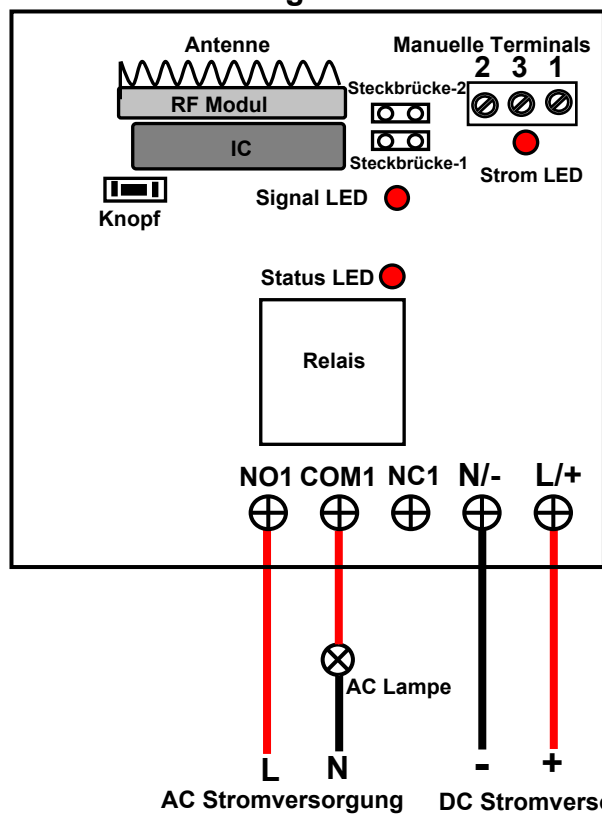 Antenne
Manuelle Terminals
2 3 1
Steckbrücke-2
RF Modul
IC
Steckbrücke-1
Strom LED
Knopf
Signal LED
Status LED
Relais
NO1 COM1 NC1 N/- L/+
AC Lampe
L N - +
AC Stromversorgung
DC